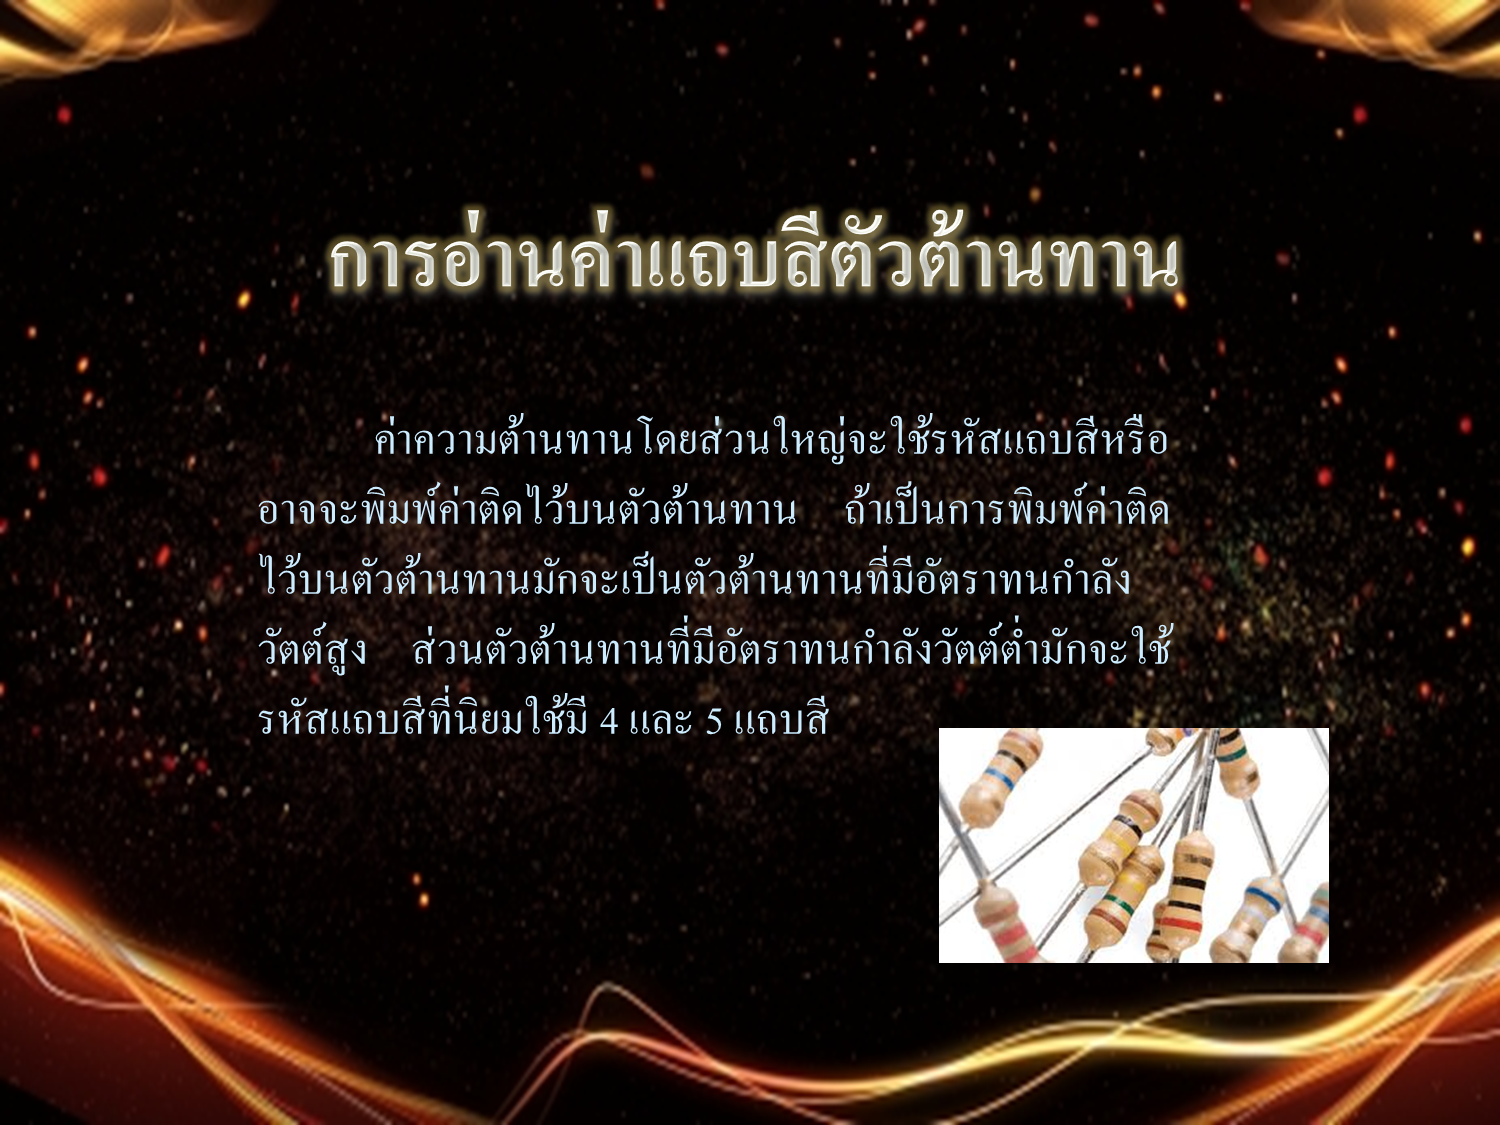 การอ่านค่าแถบสีตัวต้านทาน
ค่าความต้านทานโดยส่วนใหญ่จะใช้รหัสแถบสีหรือ
อาจจะพิมพ์ค่าติดไว้บนตัวต้านทาน ถ้าเป็นการพิมพ์ค่าติด
ไว้บนตัวต้านทานมักจะเป็นตัวต้านทานที่มีอัตราทนกำลัง
วัตต์สูง ส่วนตัวต้านทานที่มีอัตราทนกำลังวัตต์ต่ำมักจะใช้
รหัสแถบสีที่นิยมใช้มี 4 และ 5 แถบสี